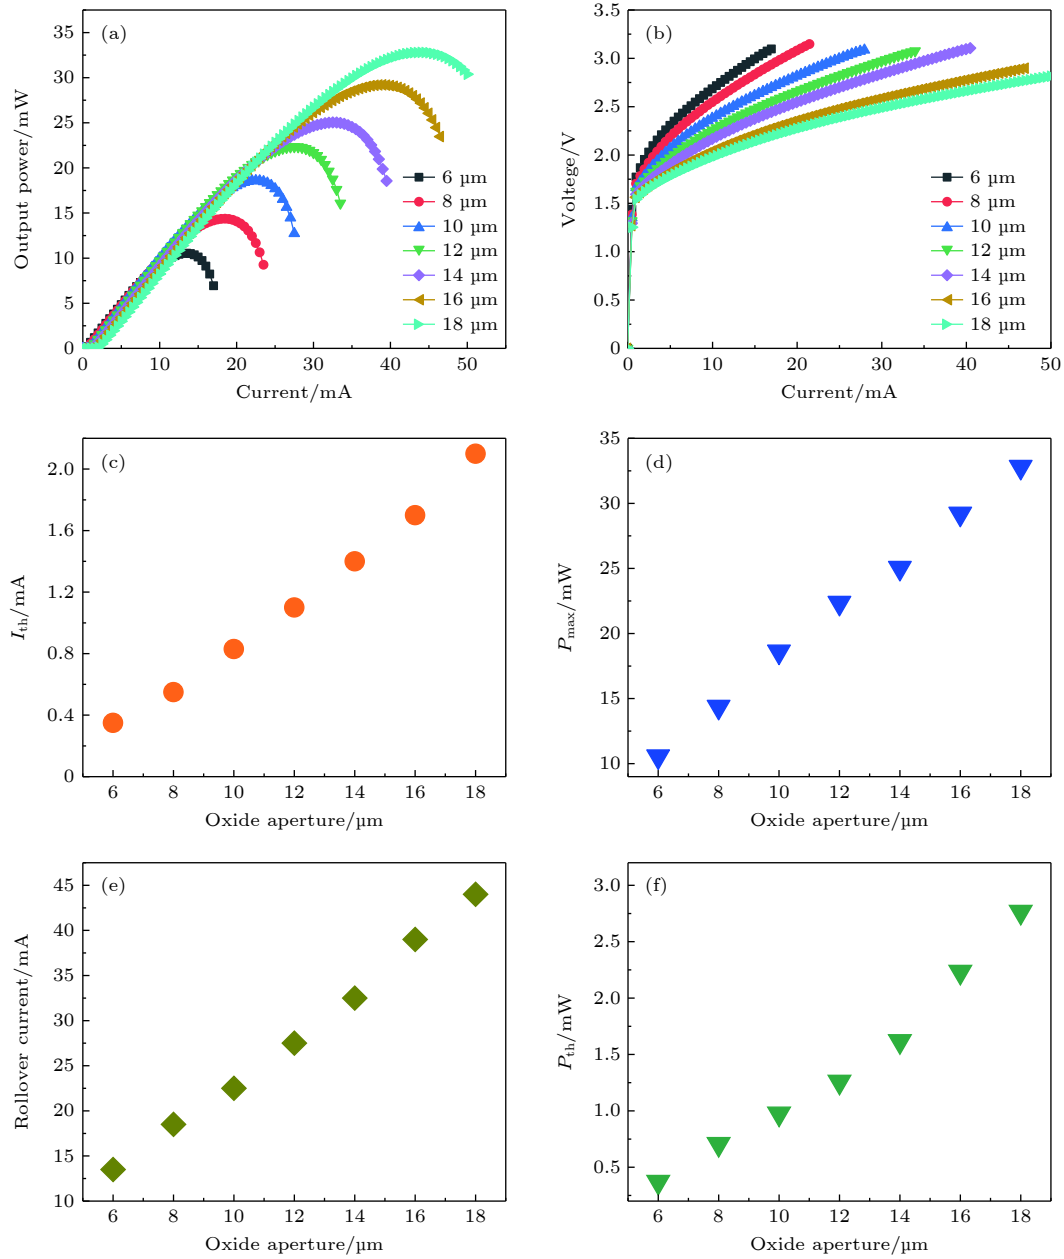 (a)
35
30
25
20
15
10
5
0
Output power/mW
6 µm
8 µm
10 µm
12 µm
14 µm
16 µm
18 µm
0 10 20 30 40 50
Current/mA
(b)
3.5
3.0
2.5
2.0
1.5
1.0
0.5
0
Voltege/V
6 µm
8 µm
10 µm
12 µm
14 µm
16 µm
18 µm
0 10 20 30 40 50
Current/mA
(c)
2.0
1.6
1.2
0.8
0.4
0
Ith/mA
6 8 10 12 14 16 18
Oxide aperture/µm
(d)
35
30
25
20
15
10
Pmax/mW
6 8 10 12 14 16 18
Oxide aperture/µm
(e)
45
40
35
30
25
20
15
10
Rollover current/mA
6 8 10 12 14 16 18
Oxide aperture/µm
(f)
3.0
2.5
2.0
1.5
1.0
0.5
Pth/mW
6 8 10 12 14 16 18
Oxide aperture/µm